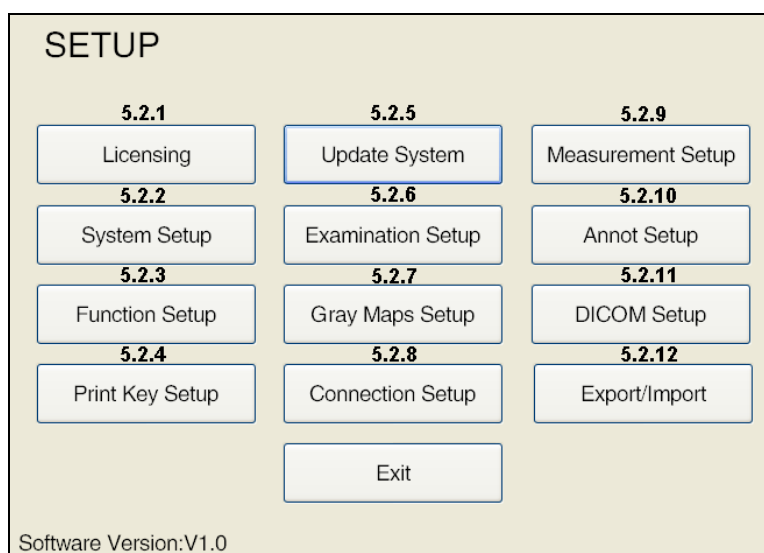 SETUP
5.2.1 5.2.5 5.2.9
Licensing Update System Measurement Setup
5.2.2 5.2.6 5.2.10
System Setup Examination Setup Annot Setup
5.2.3 5.2.7 5.2.11
Function Setup Gray Maps Setup DICOM Setup
5.2.4 5.2.8 5.2.12
Print Key Setup Connection Setup Export/Import
Exit
Software Version:V1.0